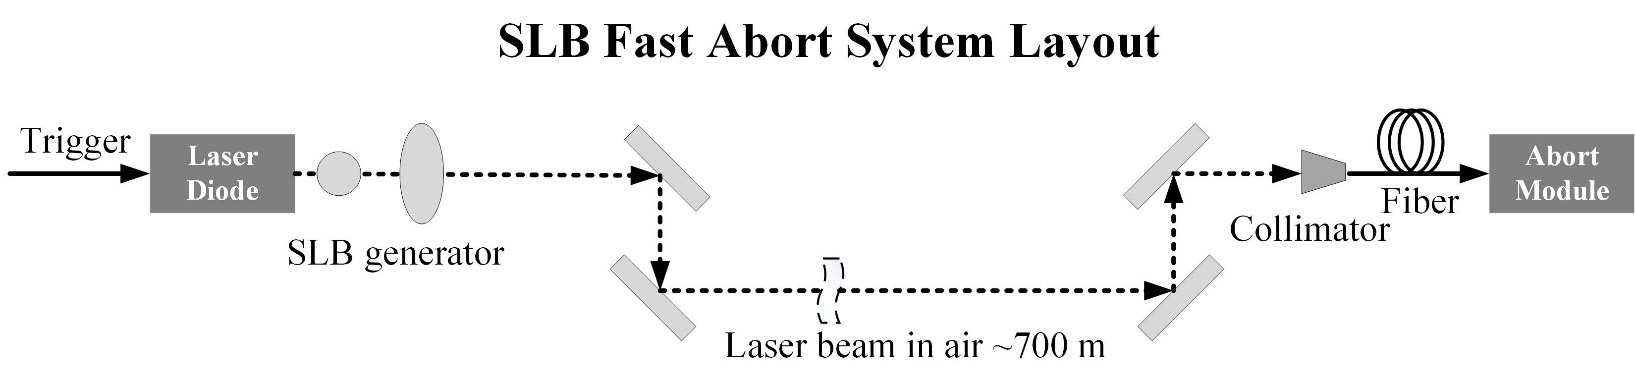 SLB Fast Abort System Layout
Trigger
Laser
Diode
SLB generator
Laser beam in air ~700 m
Collimator
Fiber
Abort
Module